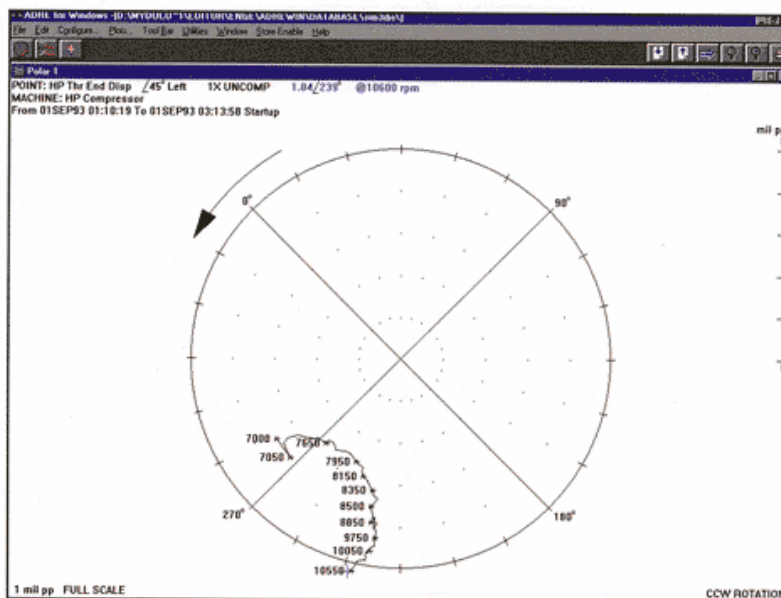 File Edit Configure... Plots... Tool Bar Utilities Window Store Enable Help
Polar 1
POINT: HP Thr End Disp ∠45° Left 1X UNCOMP 1.04∠239° @10600 rpm
MACHINE: HP Compressor
From 01SEP93 01:10:19 To 01SEP93 03:13:58 Startup
mil pp
0°
90°
7000
7650
7050
7950
8150
8350
8500
8850
9750
10050
10550
270°
180°
1 mil pp FULL SCALE
CCW ROTATION